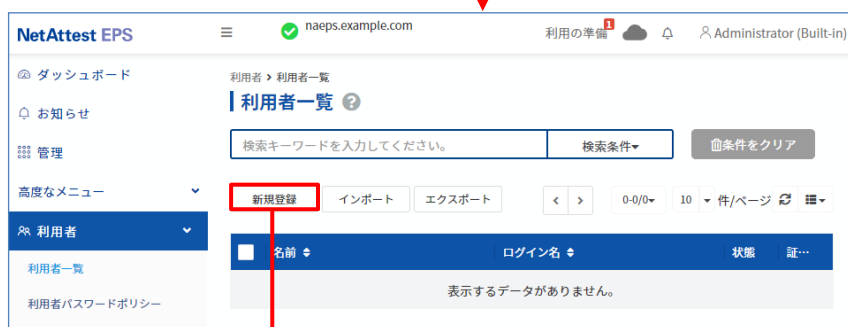 NetAttest EPS
naeps.example.com
利用の準備 1
Administrator (Built-in)
ダッシュボード
お知らせ
管理
高度なメニュー
利用者
利用者一覧
利用者パスワードポリシー
利用者 > 利用者一覧
利用者一覧
検索キーワードを入力してください。 検索条件 条件をクリア
新規登録 インポート エクスポート < > 0-0/0 10 件/ページ
名前 ログイン名 状態 証…
表示するデータがありません。